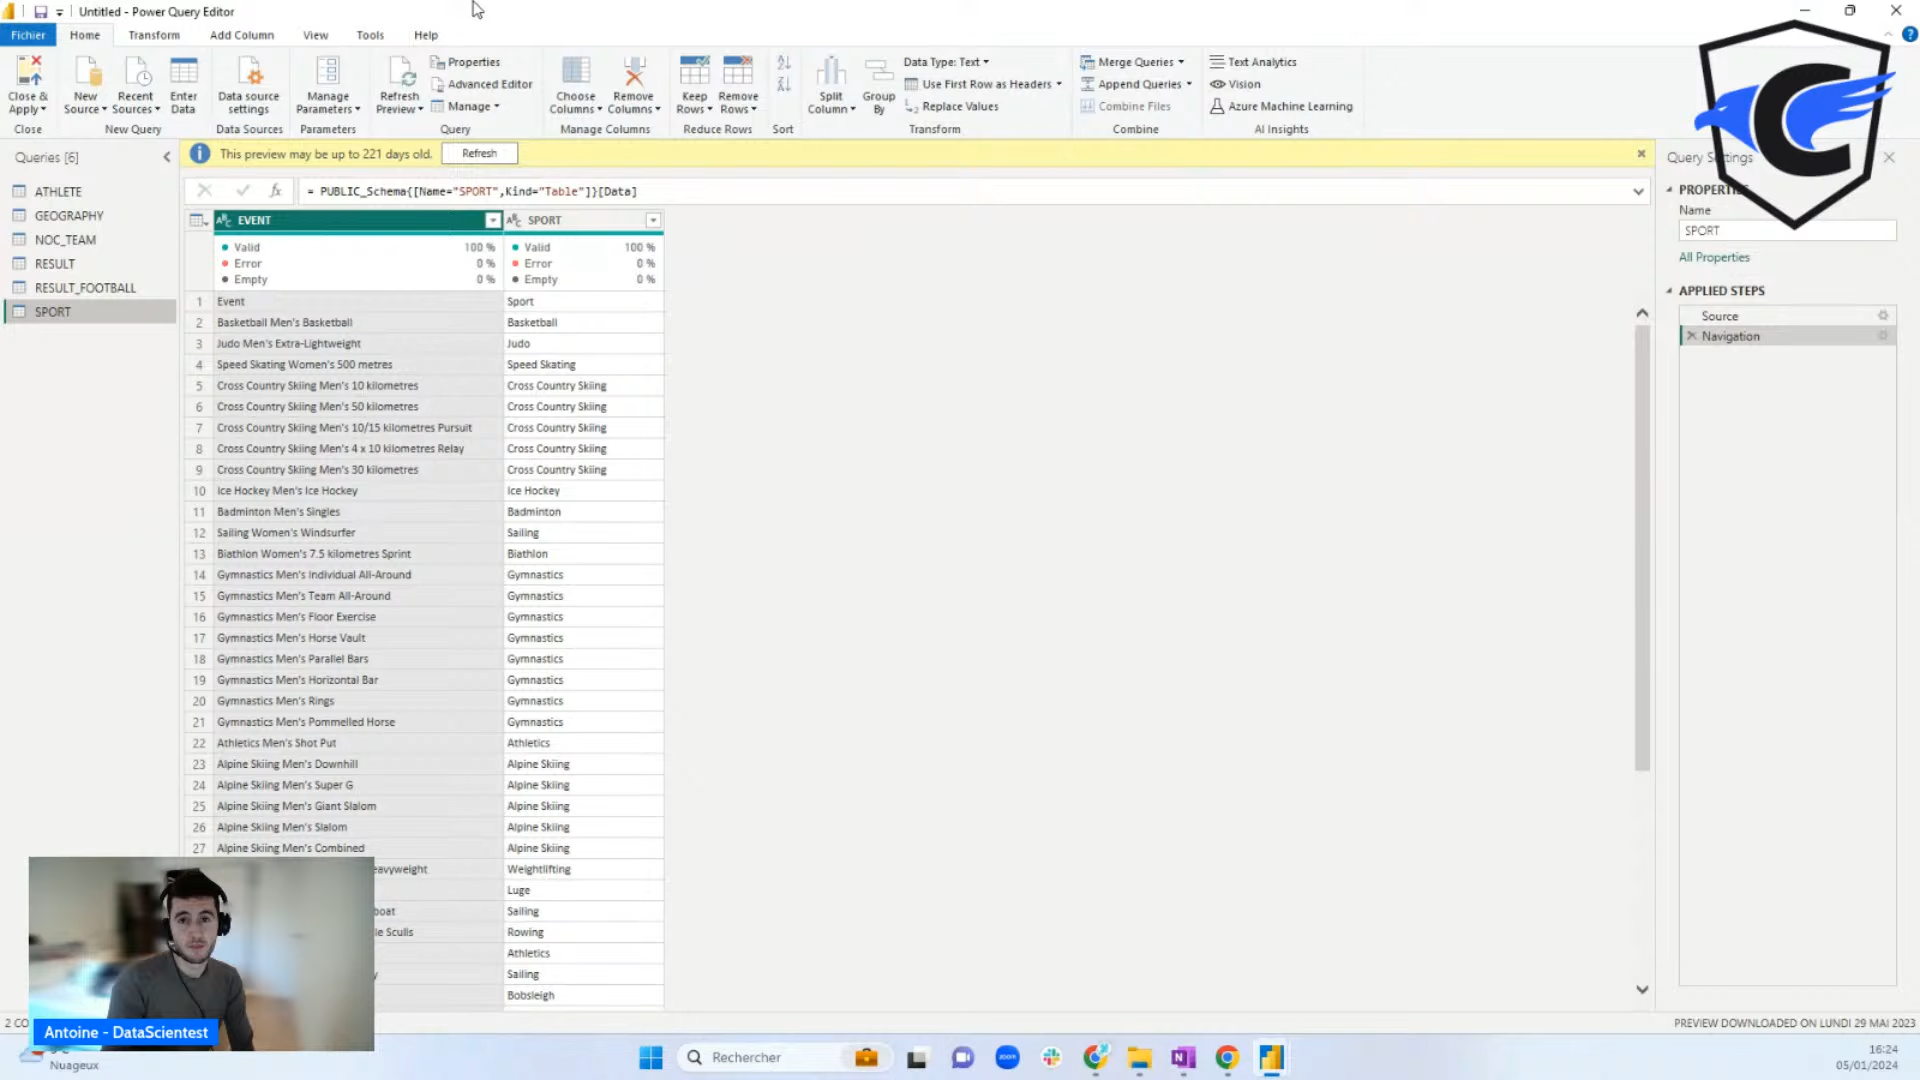 Untitled - Power Query Editor
Fichier
Home
Transform
Add Column
View
Tools
Help
Close & Apply
New Source
Recent Sources
Enter Data
Data source settings
Manage Parameters
Refresh Preview
Properties
Advanced Editor
Manage
Choose Columns
Remove Columns
Keep Rows
Remove Rows
Split Column
Group By
Data Type: Text
Use First Row as Headers
Replace Values
Merge Queries
Append Queries
Combine Files
Text Analytics
Vision
Azure Machine Learning
Close
New Query
Data Sources
Parameters
Query
Manage Columns
Reduce Rows
Sort
Transform
Combine
AI Insights
C
Queries [6]
This preview may be up to 221 days old.
Refresh
ATHLETE
GEOGRAPHY
NOC_TEAM
RESULT
RESULT_FOOTBALL
SPORT
fx
= PUBLIC_Schema{[Name="SPORT",Kind="Table"]}[Data]
EVENT SPORT
Valid 100 % Valid 100 %
Error 0 % Error 0 %
Empty 0 % Empty 0 %
1 Event Sport
2 Basketball Men's Basketball Basketball
3 Judo Men's Extra-Lightweight Judo
4 Speed Skating Women's 500 metres Speed Skating
5 Cross Country Skiing Men's 10 kilometres Cross Country Skiing
6 Cross Country Skiing Men's 50 kilometres Cross Country Skiing
7 Cross Country Skiing Men's 10/15 kilometres Pursuit Cross Country Skiing
8 Cross Country Skiing Men's 4 x 10 kilometres Relay Cross Country Skiing
9 Cross Country Skiing Men's 30 kilometres Cross Country Skiing
10 Ice Hockey Men's Ice Hockey Ice Hockey
11 Badminton Men's Singles Badminton
12 Sailing Women's Windsurfer Sailing
13 Biathlon Women's 7.5 kilometres Sprint Biathlon
14 Gymnastics Men's Individual All-Around Gymnastics
15 Gymnastics Men's Team All-Around Gymnastics
16 Gymnastics Men's Floor Exercise Gymnastics
17 Gymnastics Men's Horse Vault Gymnastics
18 Gymnastics Men's Parallel Bars Gymnastics
19 Gymnastics Men's Horizontal Bar Gymnastics
20 Gymnastics Men's Rings Gymnastics
21 Gymnastics Men's Pommelled Horse Gymnastics
22 Athletics Men's Shot Put Athletics
23 Alpine Skiing Men's Downhill Alpine Skiing
24 Alpine Skiing Men's Super G Alpine Skiing
25 Alpine Skiing Men's Giant Slalom Alpine Skiing
26 Alpine Skiing Men's Slalom Alpine Skiing
27 Alpine Skiing Men's Combined Alpine Skiing
eavyweight Weightlifting
Luge
boat Sailing
le Sculls Rowing
Athletics
y Sailing
Bobsleigh
Query Settings
PROPERTIES
Name
SPORT
All Properties
APPLIED STEPS
Source
Navigation
2 CO
PREVIEW DOWNLOADED ON LUNDI 29 MAI 2023
Antoine - DataScientest
Nuageux
Rechercher
zoom
N
16:24
05/01/2024